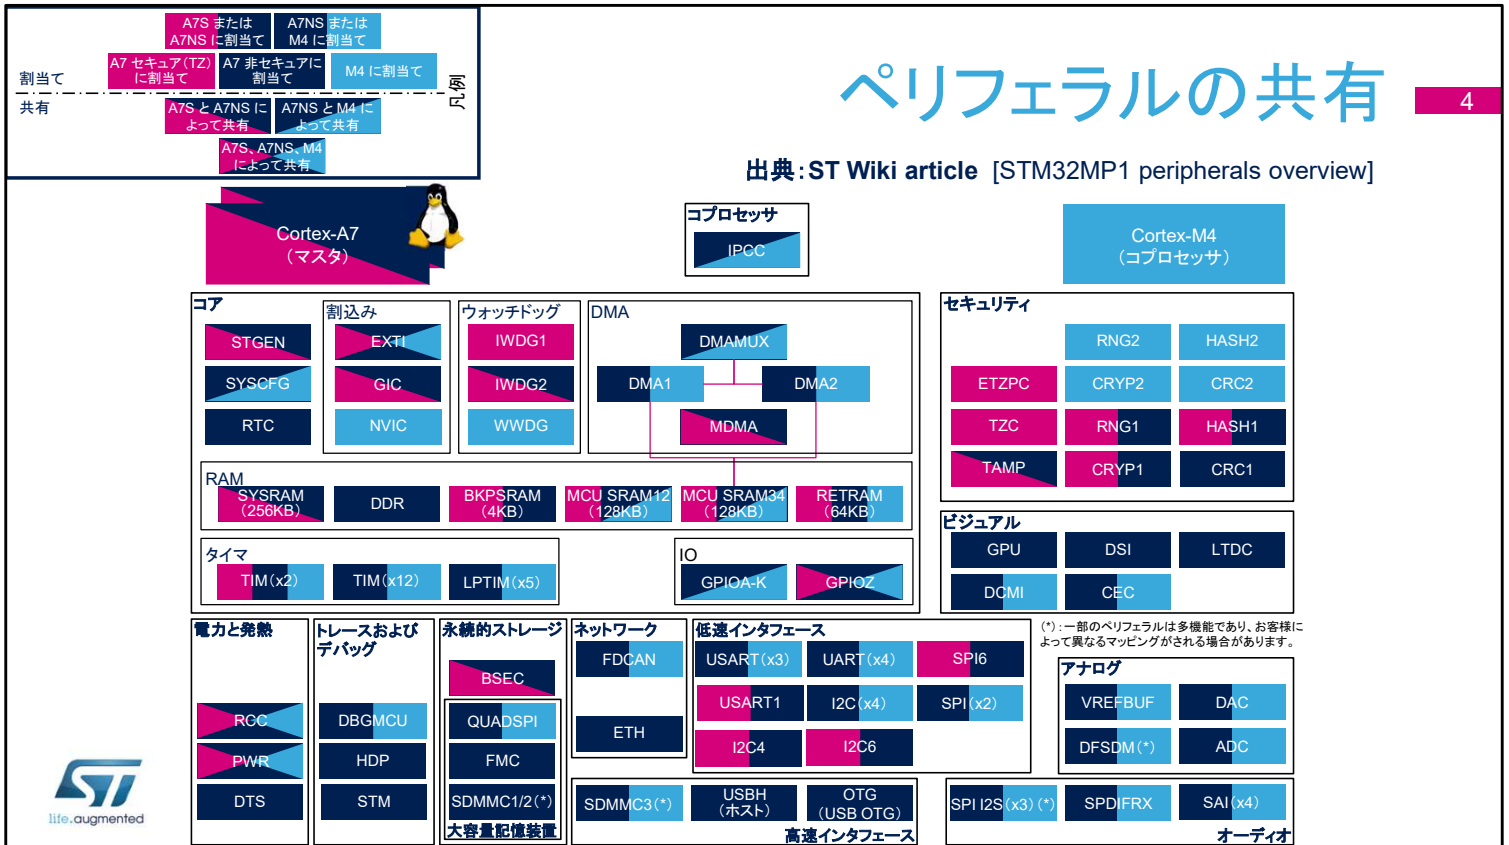 A7S または
A7NS に割当て
A7NS または
M4 に割当て
A7 セキュア（TZ）
に割当て
A7 非セキュアに
割当て
M4 に割当て
割当て
共有
凡例
A7S と A7NS に
よって共有
A7NS と M4 に
よって共有
A7S、A7NS、M4
によって共有
ペリフェラルの共有
4
出典：ST Wiki article [STM32MP1 peripherals overview]
Cortex-A7
（マスタ）
コプロセッサ
IPCC
Cortex-M4
（コプロセッサ）
コア
STGEN
SYSCFG
RTC
割込み
EXTI
GIC
NVIC
ウォッチドッグ
IWDG1
IWDG2
WWDG
DMA
DMAMUX
DMA1
DMA2
MDMA
RAM
SYSRAM
（256KB）
DDR
BKPSRAM
（4KB）
MCU SRAM12
（128KB）
MCU SRAM34
（128KB）
RETRAM
（64KB）
タイマ
TIM（x2）
TIM（x12）
LPTIM（x5）
IO
GPIOA-K
GPIOZ
セキュリティ
RNG2
HASH2
ETZPC
CRYP2
CRC2
TZC
RNG1
HASH1
TAMP
CRYP1
CRC1
ビジュアル
GPU
DSI
LTDC
DCMI
CEC
電力と発熱
RCC
PWR
DTS
トレースおよび
デバッグ
DBGMCU
HDP
STM
永続的ストレージ
BSEC
QUADSPI
FMC
SDMMC1/2（*）
大容量記憶装置
ネットワーク
FDCAN
ETH
低速インタフェース
USART（x3）
UART（x4）
SPI6
USART1
I2C（x4）
SPI（x2）
I2C4
I2C6
（*）：一部のペリフェラルは多機能であり、お客様に
よって異なるマッピングがされる場合があります。
アナログ
VREFBUF
DAC
DFSDM（*）
ADC
SDMMC3（*）
USBH
（ホスト）
OTG
（USB OTG）
高速インタフェース
SPI I2S（x3）（*）
SPDIFRX
SAI（x4）
オーディオ
ST
life.augmented